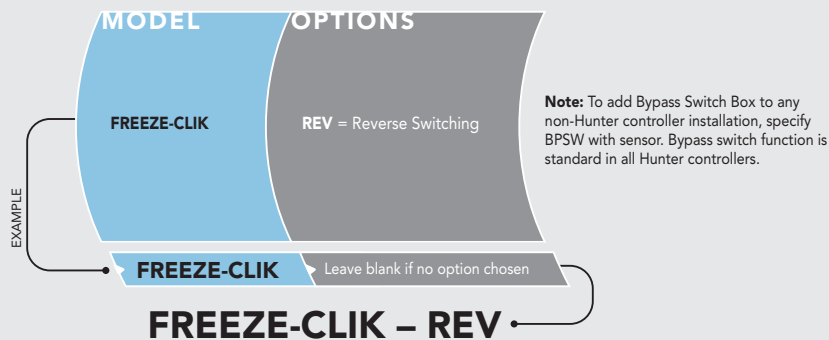 MODEL OPTIONS
FREEZE-CLIK
REV = Reverse Switching
Note: To add Bypass Switch Box to any
non-Hunter controller installation, specify
BPSW with sensor. Bypass switch function is
standard in all Hunter controllers.
EXAMPLE
FREEZE-CLIK
Leave blank if no option chosen
FREEZE-CLIK – REV